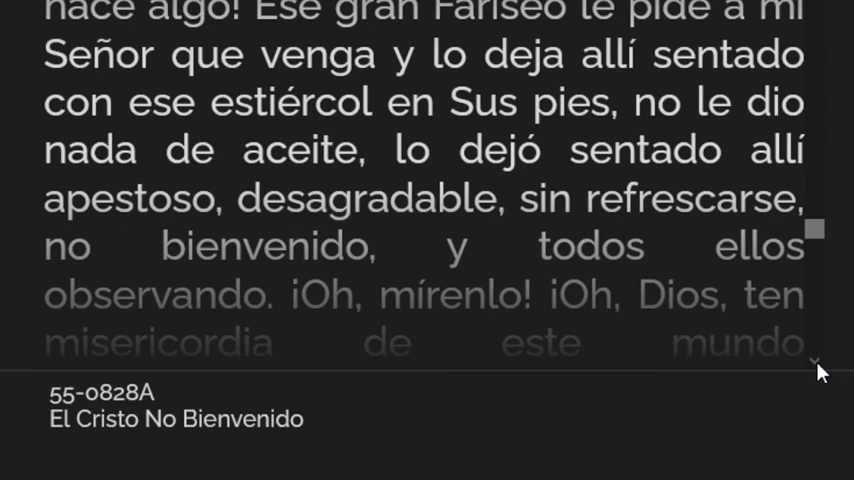 hace algo! Ese gran Fariseo le pide a mi
Señor que venga y lo deja allí sentado
con ese estiércol en Sus pies, no le dio
nada de aceite, lo dejó sentado allí
apestoso, desagradable, sin refrescarse,
no bienvenido, y todos ellos
observando. ¡Oh, mírenlo! ¡Oh, Dios, ten
misericordia de este mundo
55-0828A
El Cristo No Bienvenido